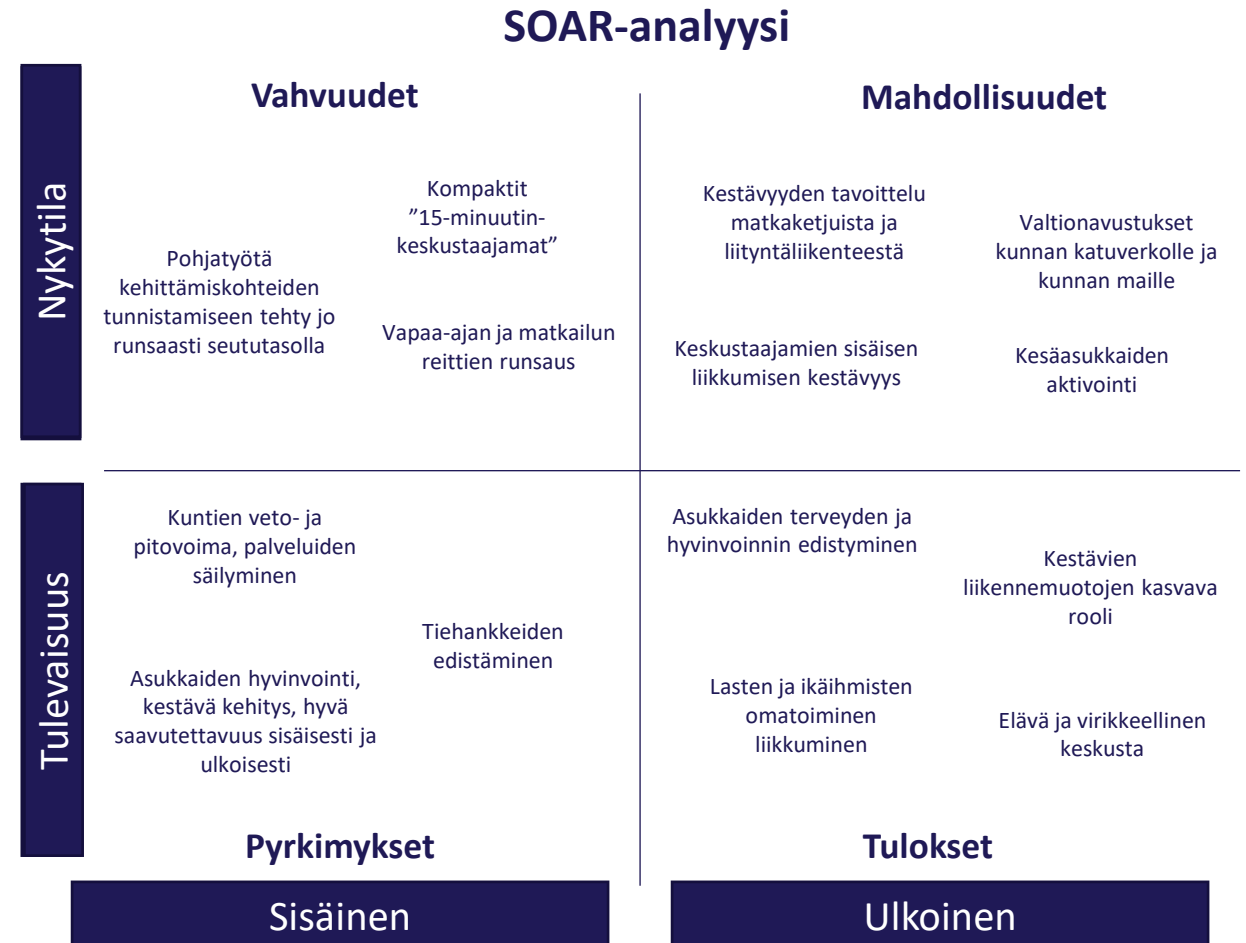 SOAR-analyysi
Nykytila
Vahvuudet
Pohjatyötä
kehittämiskohteiden
tunnistamiseen tehty jo
runsaasti seututasolla
Kompaktit
”15-minuutin-
keskustaajamat”
Vapaa-ajan ja matkailun
reittien runsaus
Mahdollisuudet
Kestävyyden tavoittelu
matkaketjuista ja
liityntäliikenteestä
Valtionavustukset
kunnan katuverkolle ja
kunnan maille
Keskustaajamien sisäisen
liikkumisen kestävyys
Kesäasukkaiden
aktivointi
Tulevaisuus
Kuntien veto- ja
pitovoima, palveluiden
säilyminen
Tiehankkeiden
edistäminen
Asukkaiden hyvinvointi,
kestävä kehitys, hyvä
saavutettavuus sisäisesti ja
ulkoisesti
Pyrkimykset
Asukkaiden terveyden ja
hyvinvoinnin edistyminen
Kestävien
liikennemuotojen kasvava
rooli
Lasten ja ikäihmisten
omatoiminen
liikkuminen
Elävä ja virikkeellinen
keskusta
Tulokset
Sisäinen
Ulkoinen